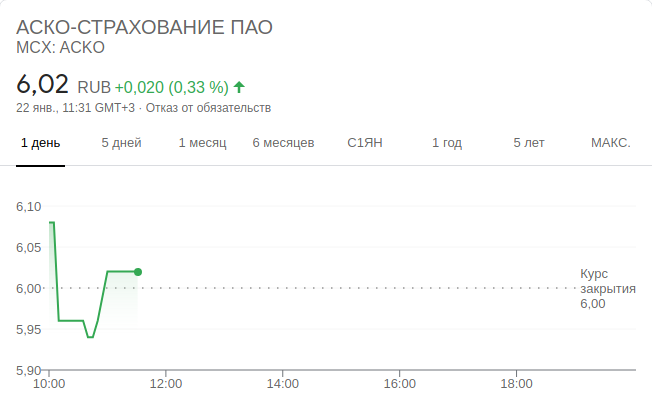 АСКО-СТРАХОВАНИЕ ПАО
MCX: ACKO
6,02 RUB +0,020 (0,33 %)
22 янв., 11:31 GMT+3 · Отказ от обязательств
1 день 5 дней 1 месяц 6 месяцев С1ЯН 1 год 5 лет МАКС.
6,10
6,05
6,00
5,95
5,90
Курс
закрытия
6,00
10:00 12:00 14:00 16:00 18:00